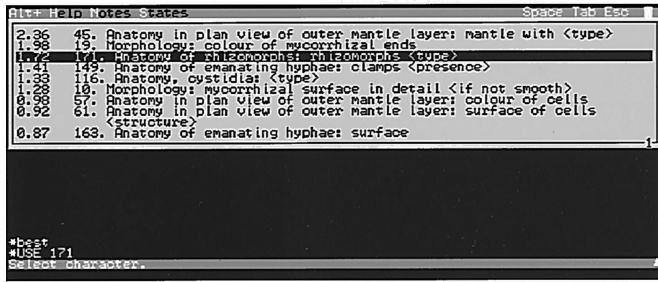 Alt+ Help Notes States Space Tab Esc
2.36 45. Anatomy in plan view of outer mantle layer: mantle with <type>
1.98 19. Morphology: colour of mycorrhizal ends
1.72 171. Anatomy of rhizomorphs: rhizomorphs <type>
1.41 149. Anatomy of emanating hyphae: clamps <presence>
1.33 116. Anatomy, cystidia: <type>
1.28 10. Morphology: mycorrhizal surface in detail <if not smooth>
0.98 57. Anatomy in plan view of outer mantle layer: colour of cells
0.92 61. Anatomy in plan view of outer mantle layer: surface of cells
<structure>
0.87 163. Anatomy of emanating hyphae: surface
1
*best
*USE 171
Select character.